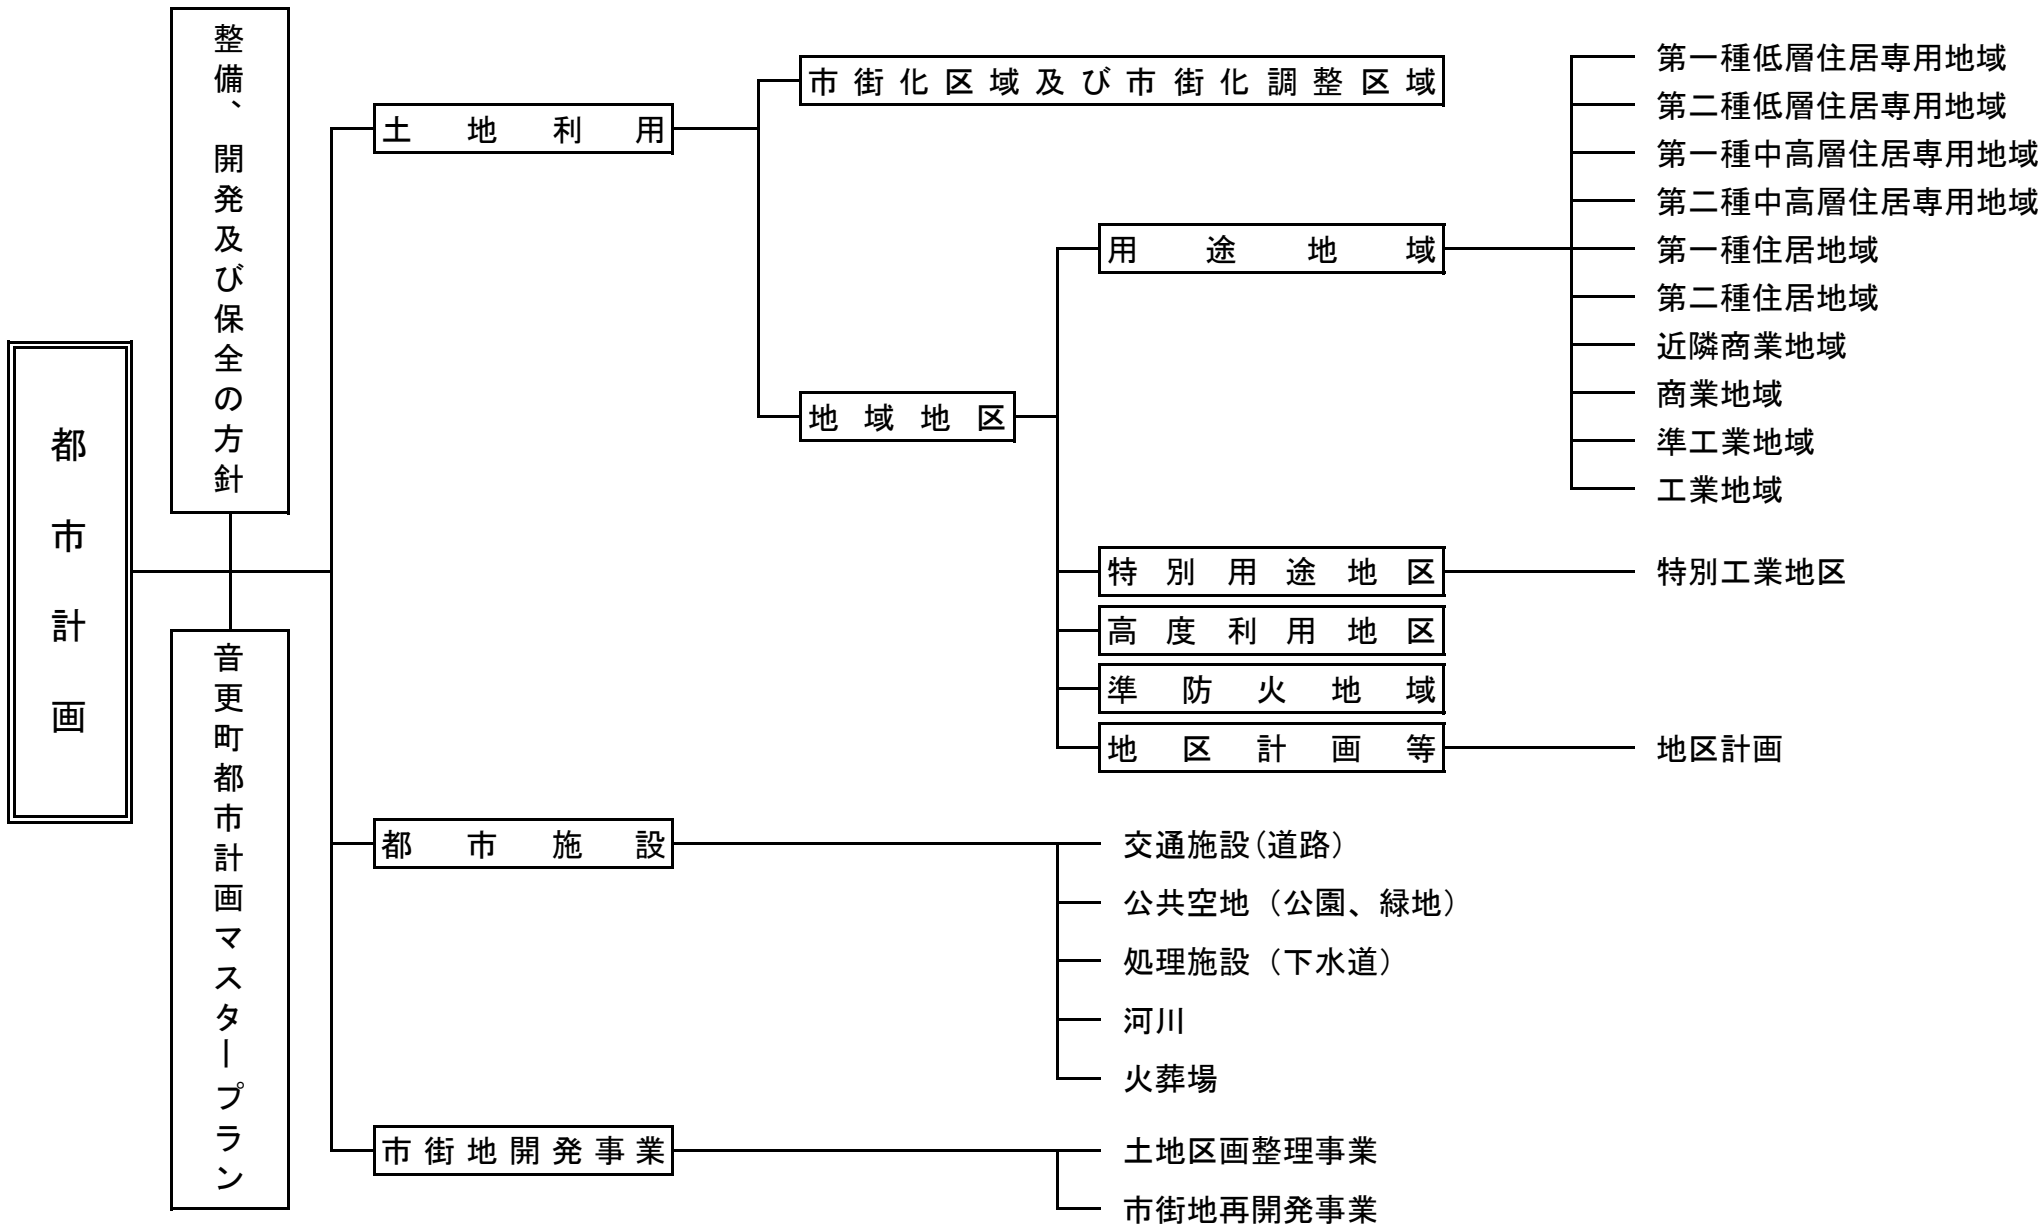 都市計画
整備、開発及び保全の方針
音更町都市計画マスタープラン
土地利用
市街化区域及び市街化調整区域
地域地区
用途地域
第一種低層住居専用地域
第二種低層住居専用地域
第一種中高層住居専用地域
第二種中高層住居専用地域
第一種住居地域
第二種住居地域
近隣商業地域
商業地域
準工業地域
工業地域
特別用途地区
特別工業地区
高度利用地区
準防火地域
地区計画等
地区計画
都市施設
交通施設(道路)
公共空地（公園、緑地）
処理施設（下水道）
河川
火葬場
市街地開発事業
土地区画整理事業
市街地再開発事業